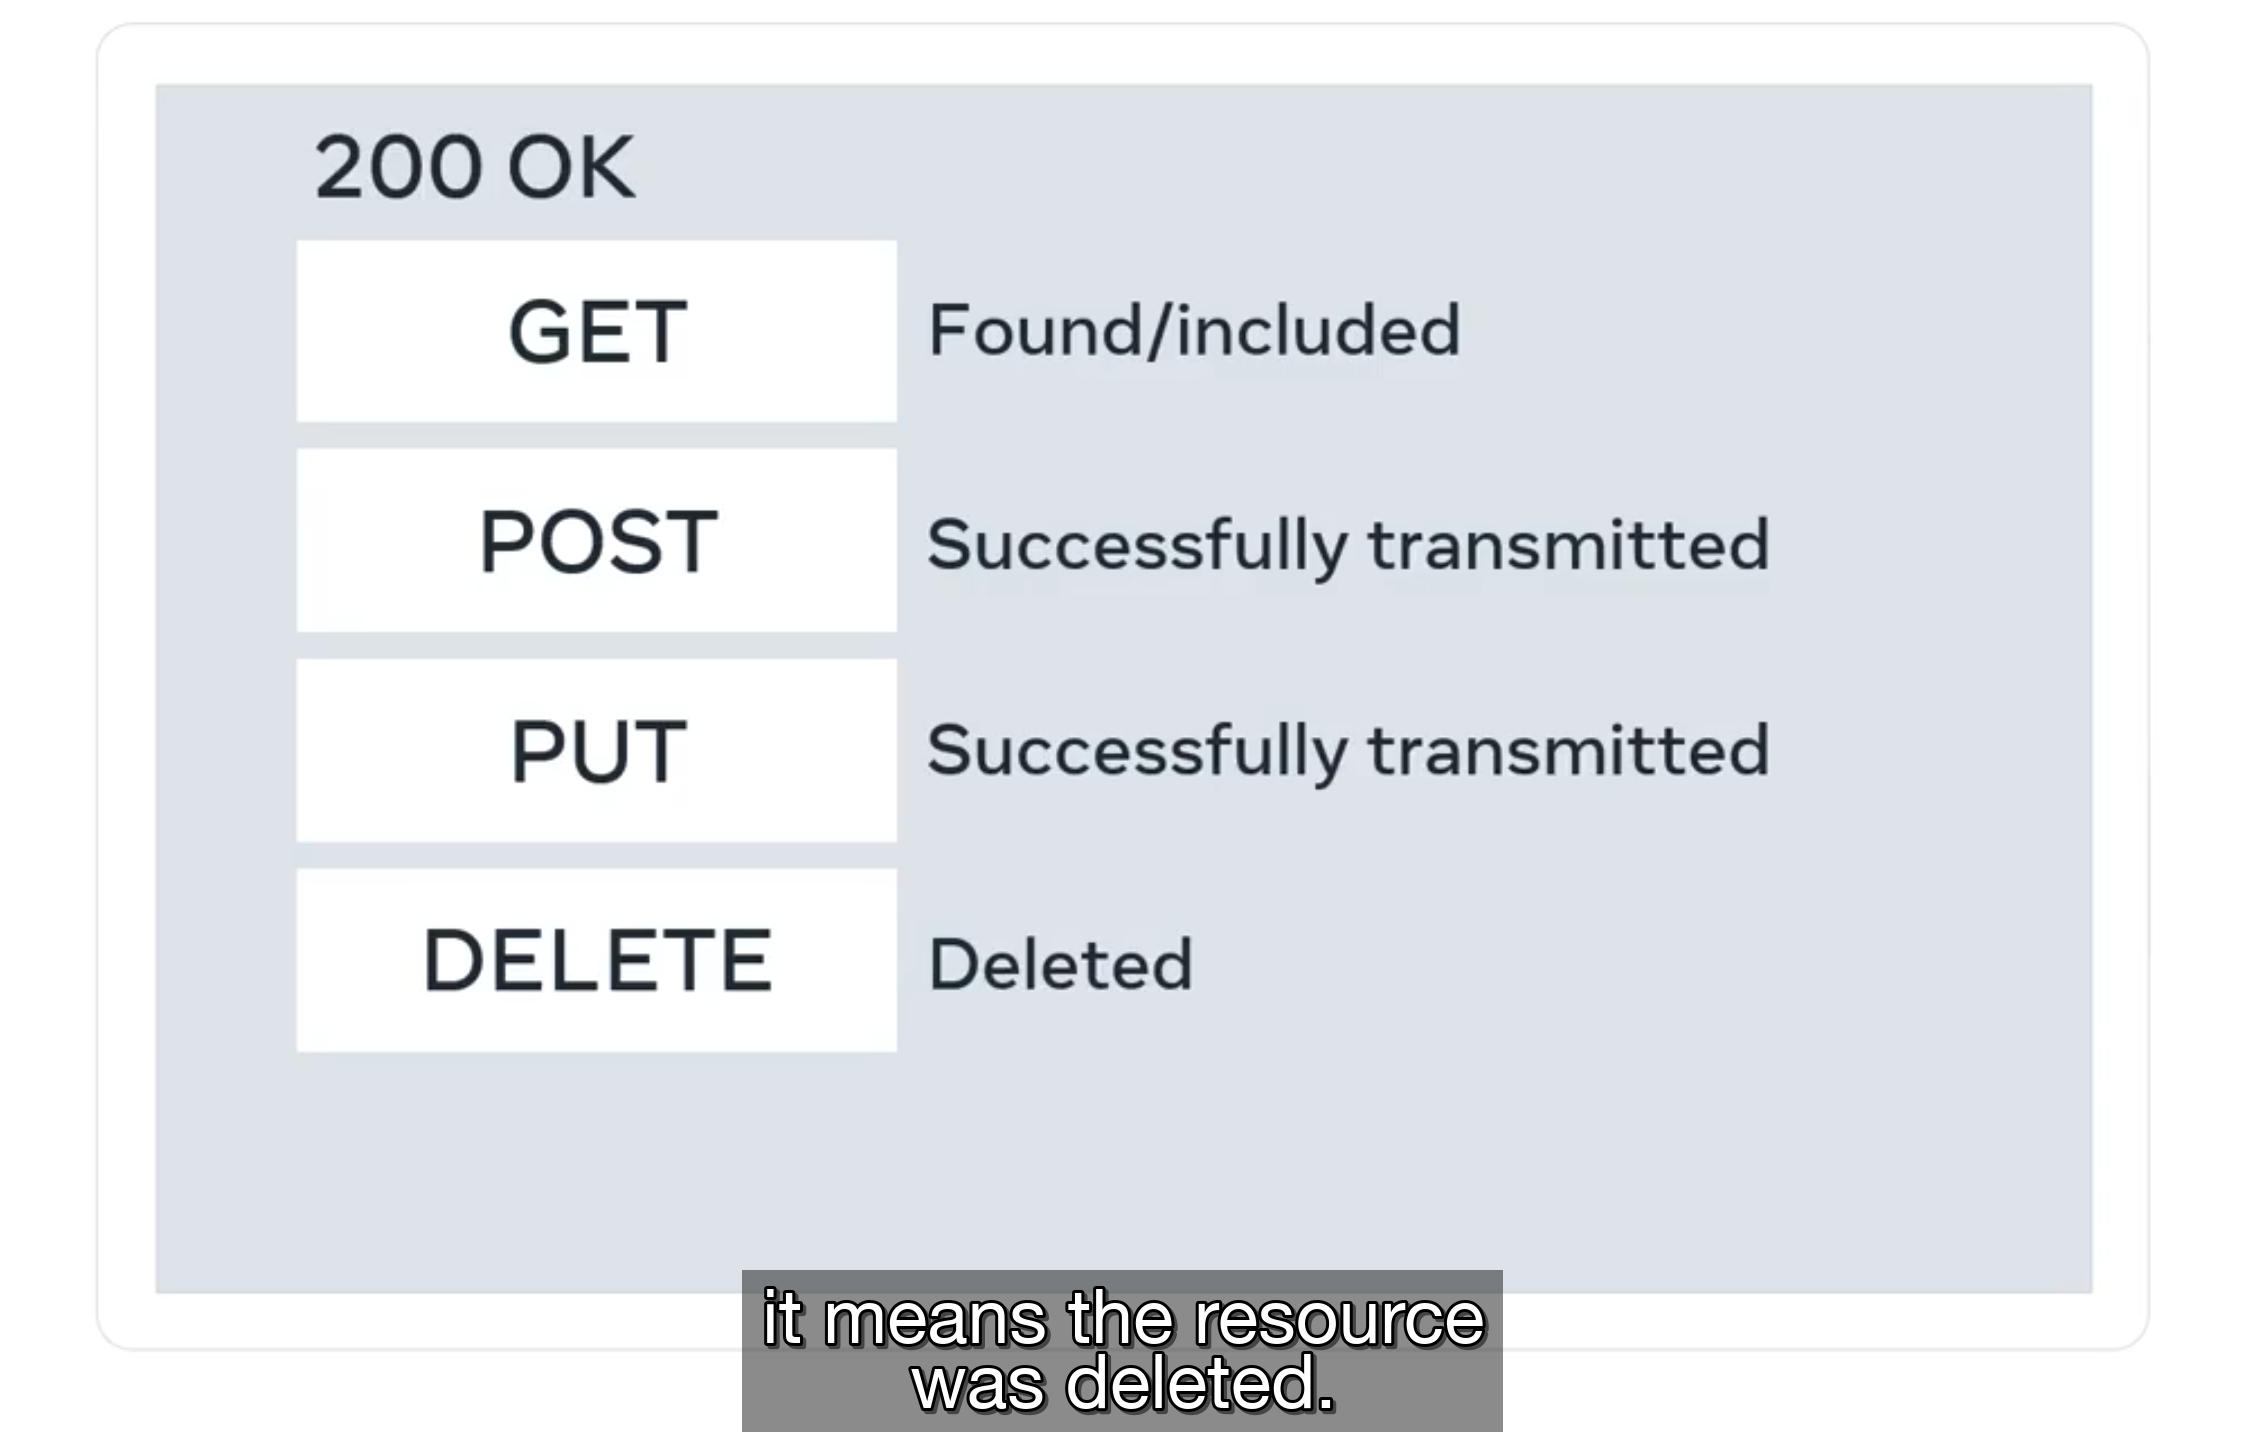 200 OK
GET Found/included
POST Successfully transmitted
PUT Successfully transmitted
DELETE Deleted
it means the resource
was deleted.